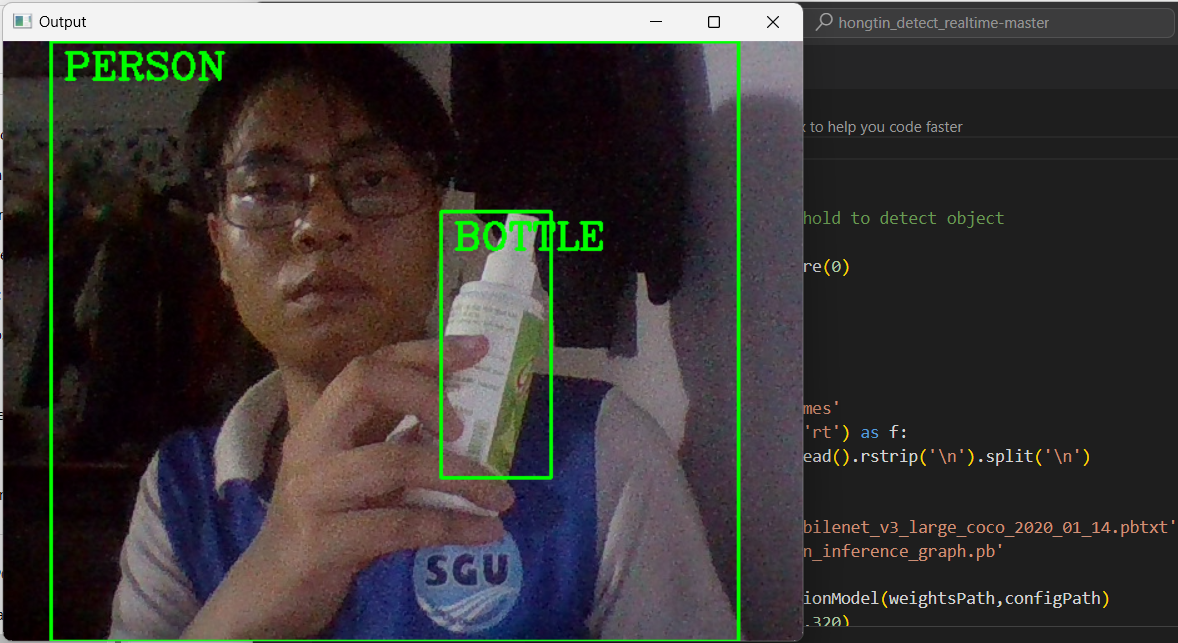 Output
hongtin_detect_realtime-master
PERSON
to help you code faster
BOTTLE
hold to detect object
re(0)
mes'
'rt') as f:
ead().rstrip('\n').split('\n')
bilenet_v3_large_coco_2020_01_14.pbtxt'
n_inference_graph.pb'
SGU
ionModel(weightsPath,configPath)
,320)